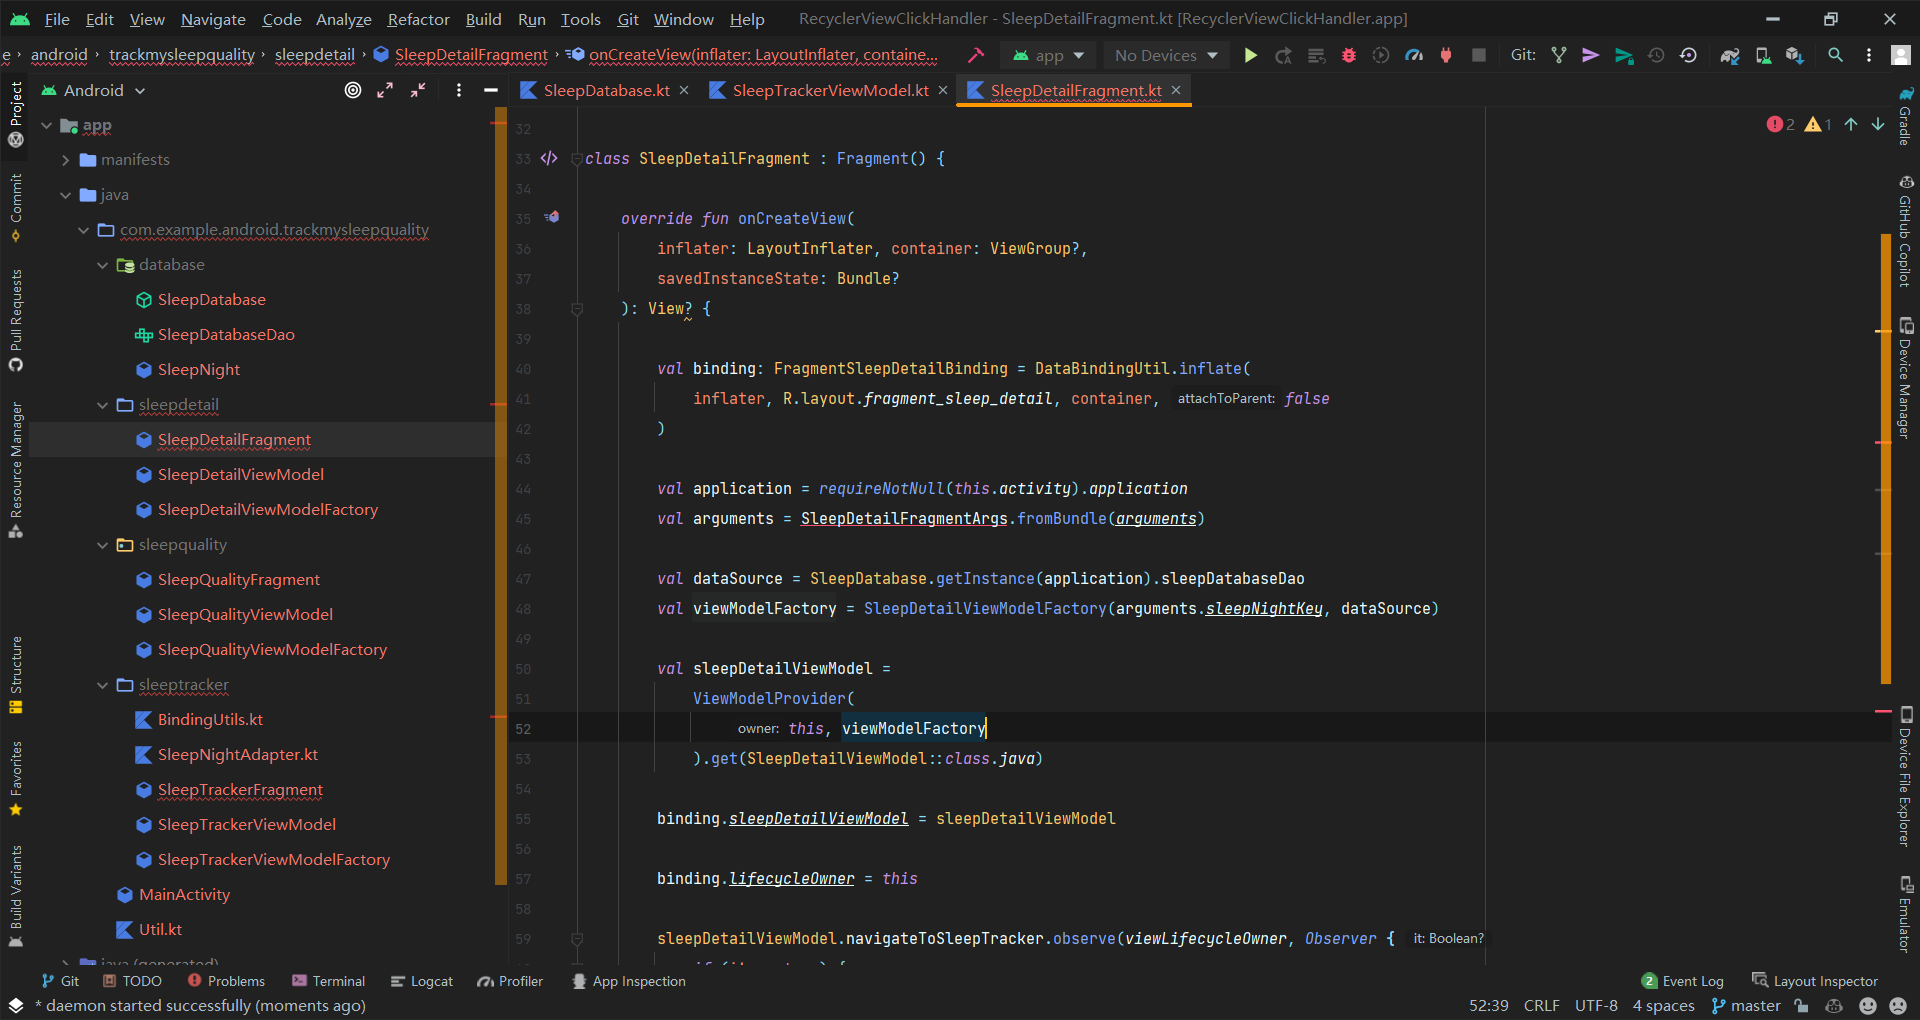 File Edit View Navigate Code Analyze Refactor Build Run Tools Git Window Help RecyclerViewClickHandler - SleepDetailFragment.kt [RecyclerViewClickHandler.app]
e › android › trackmysleepquality › sleepdetail › SleepDetailFragment › onCreateView(inflater: LayoutInflater, containe... app No Devices Git:
Android
SleepDatabase.kt SleepTrackerViewModel.kt SleepDetailFragment.kt
Project
Commit
Pull Requests
Resource Manager
Structure
Favorites
Build Variants
app
manifests
java
com.example.android.trackmysleepquality
database
SleepDatabase
SleepDatabaseDao
SleepNight
sleepdetail
SleepDetailFragment
SleepDetailViewModel
SleepDetailViewModelFactory
sleepquality
SleepQualityFragment
SleepQualityViewModel
SleepQualityViewModelFactory
sleeptracker
BindingUtils.kt
SleepNightAdapter.kt
SleepTrackerFragment
SleepTrackerViewModel
SleepTrackerViewModelFactory
MainActivity
Util.kt
java (generated)
2 1
32
33 class SleepDetailFragment : Fragment() {
34
35 override fun onCreateView(
36 inflater: LayoutInflater, container: ViewGroup?,
37 savedInstanceState: Bundle?
38 ): View? {
39
40 val binding: FragmentSleepDetailBinding = DataBindingUtil.inflate(
41 inflater, R.layout.fragment_sleep_detail, container, attachToParent: false
42 )
43
44 val application = requireNotNull(this.activity).application
45 val arguments = SleepDetailFragmentArgs.fromBundle(arguments)
46
47 val dataSource = SleepDatabase.getInstance(application).sleepDatabaseDao
48 val viewModelFactory = SleepDetailViewModelFactory(arguments.sleepNightKey, dataSource)
49
50 val sleepDetailViewModel =
51 ViewModelProvider(
52 owner: this, viewModelFactory
53 ).get(SleepDetailViewModel::class.java)
54
55 binding.sleepDetailViewModel = sleepDetailViewModel
56
57 binding.lifecycleOwner = this
58
59 sleepDetailViewModel.navigateToSleepTracker.observe(viewLifecycleOwner, Observer { it: Boolean?
Gradle
GitHub Copilot
Device Manager
Device File Explorer
Emulator
Git TODO Problems Terminal Logcat Profiler App Inspection 2 Event Log Layout Inspector
* daemon started successfully (moments ago) 52:39 CRLF UTF-8 4 spaces master